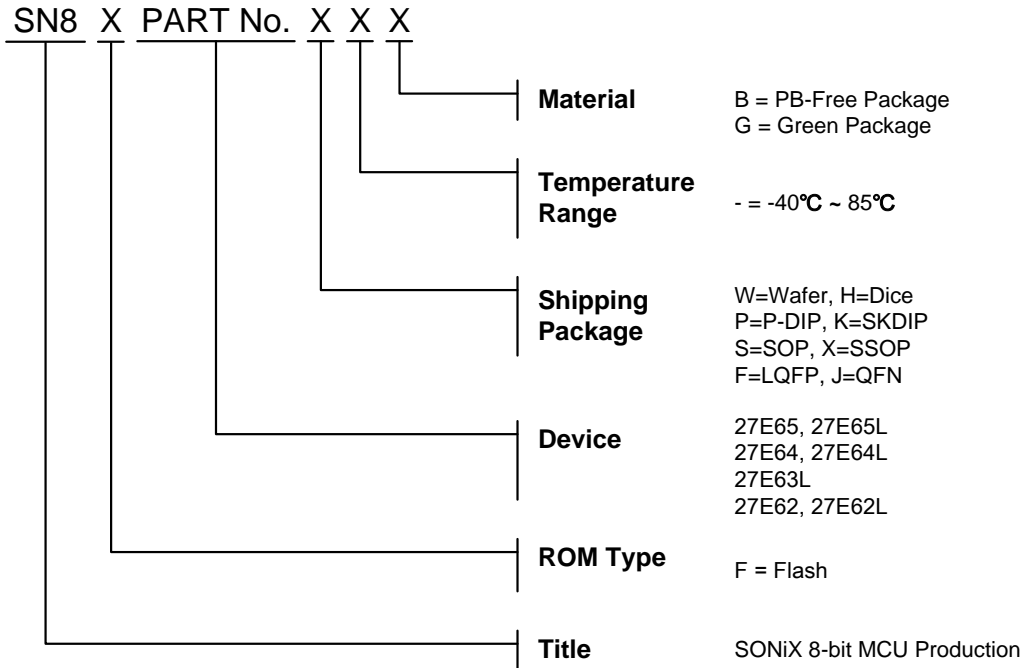 SN8 X PART No. X X X
Material
B = PB-Free Package
G = Green Package
Temperature
Range
- = -40℃ ~ 85℃
Shipping
Package
W=Wafer, H=Dice
P=P-DIP, K=SKDIP
S=SOP, X=SSOP
F=LQFP, J=QFN
Device
27E65, 27E65L
27E64, 27E64L
27E63L
27E62, 27E62L
ROM Type
F = Flash
Title
SONiX 8-bit MCU Production